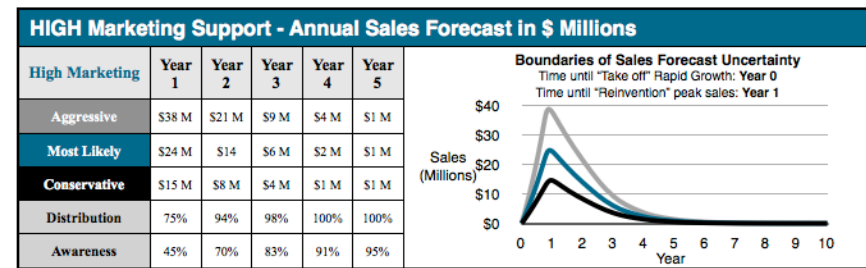 HIGH Marketing Support - Annual Sales Forecast in $ Millions
High Marketing Year 1 Year 2 Year 3 Year 4 Year 5
Aggressive $38 M $21 M $9 M $4 M $1 M
Most Likely $24 M $14 $6 M $2 M $1 M
Conservative $15 M $8 M $4 M $1 M $1 M
Distribution 75% 94% 98% 100% 100%
Awareness 45% 70% 83% 91% 95%
Boundaries of Sales Forecast Uncertainty
Time until "Take off" Rapid Growth: Year 0
Time until "Reinvention" peak sales: Year 1
$40
$30
$20
$10
$0
Sales
(Millions)
0 1 2 3 4 5 6 7 8 9 10
Year